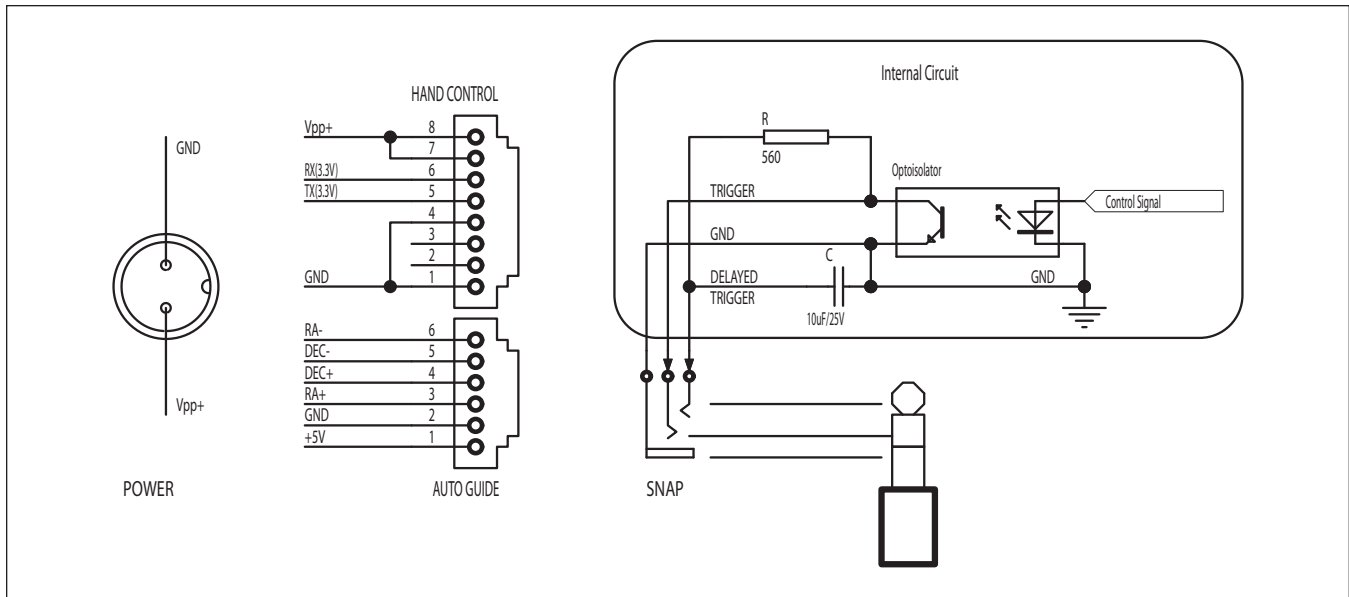 GND
Vpp+
POWER
HAND CONTROL
Vpp+ 8
7
RX(3.3V) 6
TX(3.3V) 5
4
3
2
GND 1
RA- 6
DEC- 5
DEC+ 4
RA+ 3
GND 2
+5V 1
AUTO GUIDE
Internal Circuit
R
560
Optoisolator
TRIGGER
Control Signal
GND
C
DELAYED
TRIGGER
GND
10uF/25V
SNAP